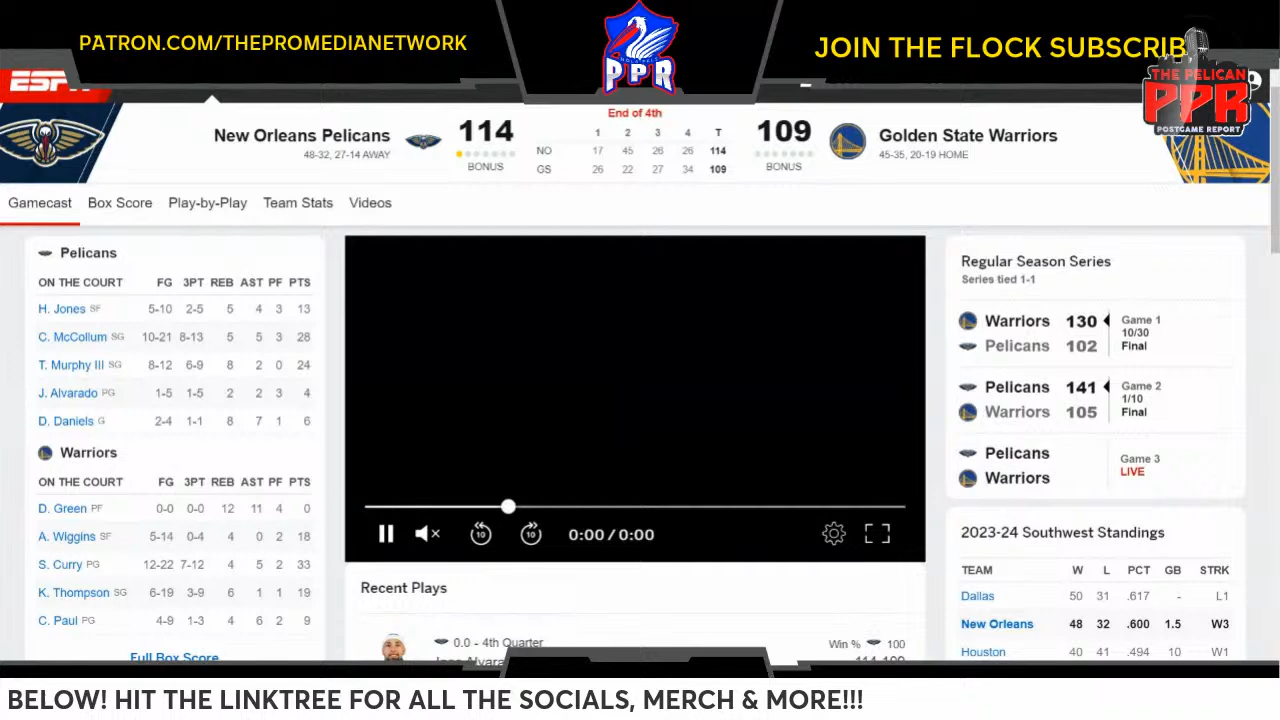 PATRON.COM/THEPROMEDIANETWORK
NOLA PELS
PPR
JOIN THE FLOCK SUBSCRIB
THE PELICAN
PPR
POSTGAME REPORT
ESPN
New Orleans Pelicans
48-32, 27-14 AWAY
114
BONUS
End of 4th
1 2 3 4 T
NO 17 45 26 26 114
GS 26 22 27 34 109
109
BONUS
Golden State Warriors
45-35, 20-19 HOME
Gamecast Box Score Play-by-Play Team Stats Videos
Pelicans
ON THE COURT FG 3PT REB AST PF PTS
H. Jones SF 5-10 2-5 5 4 3 13
C. McCollum SG 10-21 8-13 5 5 3 28
T. Murphy III SG 8-12 6-9 8 2 0 24
J. Alvarado PG 1-5 1-5 2 2 3 4
D. Daniels G 2-4 1-1 8 7 1 6
Warriors
ON THE COURT FG 3PT REB AST PF PTS
D. Green PF 0-0 0-0 12 11 4 0
A. Wiggins SF 5-14 0-4 4 0 2 18
S. Curry PG 12-22 7-12 4 5 2 33
K. Thompson SG 6-19 3-9 6 1 1 19
C. Paul PG 4-9 1-3 4 6 2 9
Full Box Score
10 10 0:00 / 0:00
Recent Plays
0.0 - 4th Quarter
Win % 100
Regular Season Series
Series tied 1-1
Warriors 130 Game 1
10/30
Pelicans 102 Final
Pelicans 141 Game 2
1/10
Warriors 105 Final
Pelicans
Game 3
LIVE
Warriors
2023-24 Southwest Standings
TEAM W L PCT GB STRK
Dallas 50 31 .617 - L1
New Orleans 48 32 .600 1.5 W3
Houston 40 41 .494 10 W1
BELOW! HIT THE LINKTREE FOR ALL THE SOCIALS, MERCH & MORE!!!